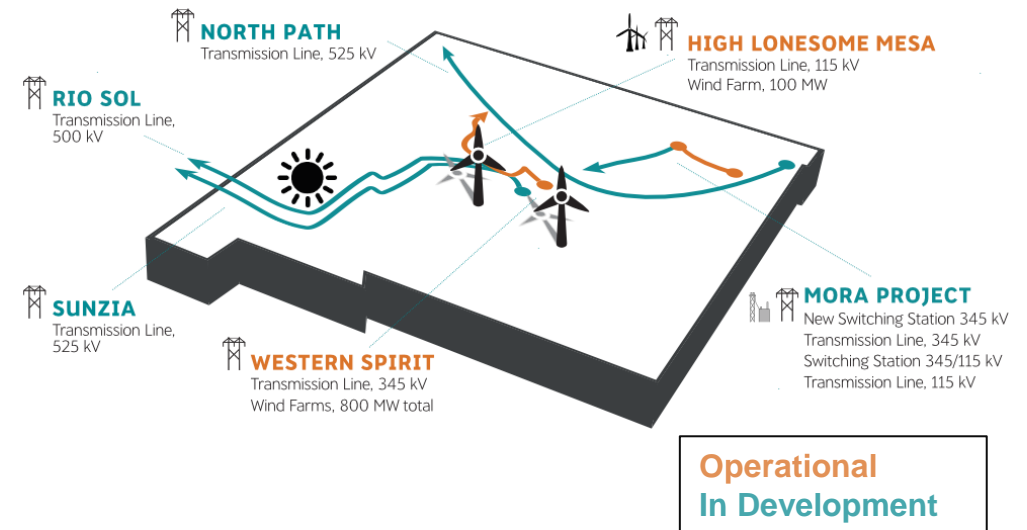 NORTH PATH
Transmission Line, 525 kV
HIGH LONESOME MESA
Transmission Line, 115 kV
Wind Farm, 100 MW
RIO SOL
Transmission Line,
500 kV
SUNZIA
Transmission Line,
525 kV
WESTERN SPIRIT
Transmission Line, 345 kV
Wind Farms, 800 MW total
MORA PROJECT
New Switching Station 345 kV
Transmission Line, 345 kV
Switching Station 345/115 kV
Transmission Line, 115 kV
Operational
In Development